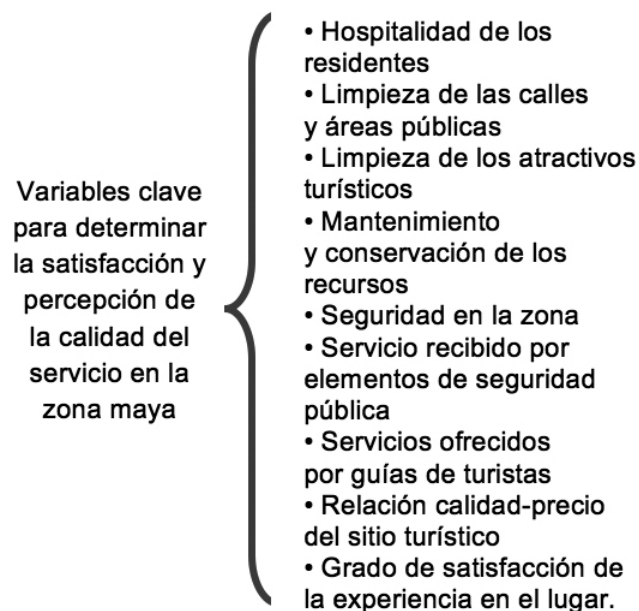 Variables clave
para determinar
la satisfacción y
percepción de
la calidad del
servicio en la
zona maya
• Hospitalidad de los
residentes
• Limpieza de las calles
y áreas públicas
• Limpieza de los atractivos
turísticos
• Mantenimiento
y conservación de los
recursos
• Seguridad en la zona
• Servicio recibido por
elementos de seguridad
pública
• Servicios ofrecidos
por guías de turistas
• Relación calidad-precio
del sitio turístico
• Grado de satisfacción de
la experiencia en el lugar.